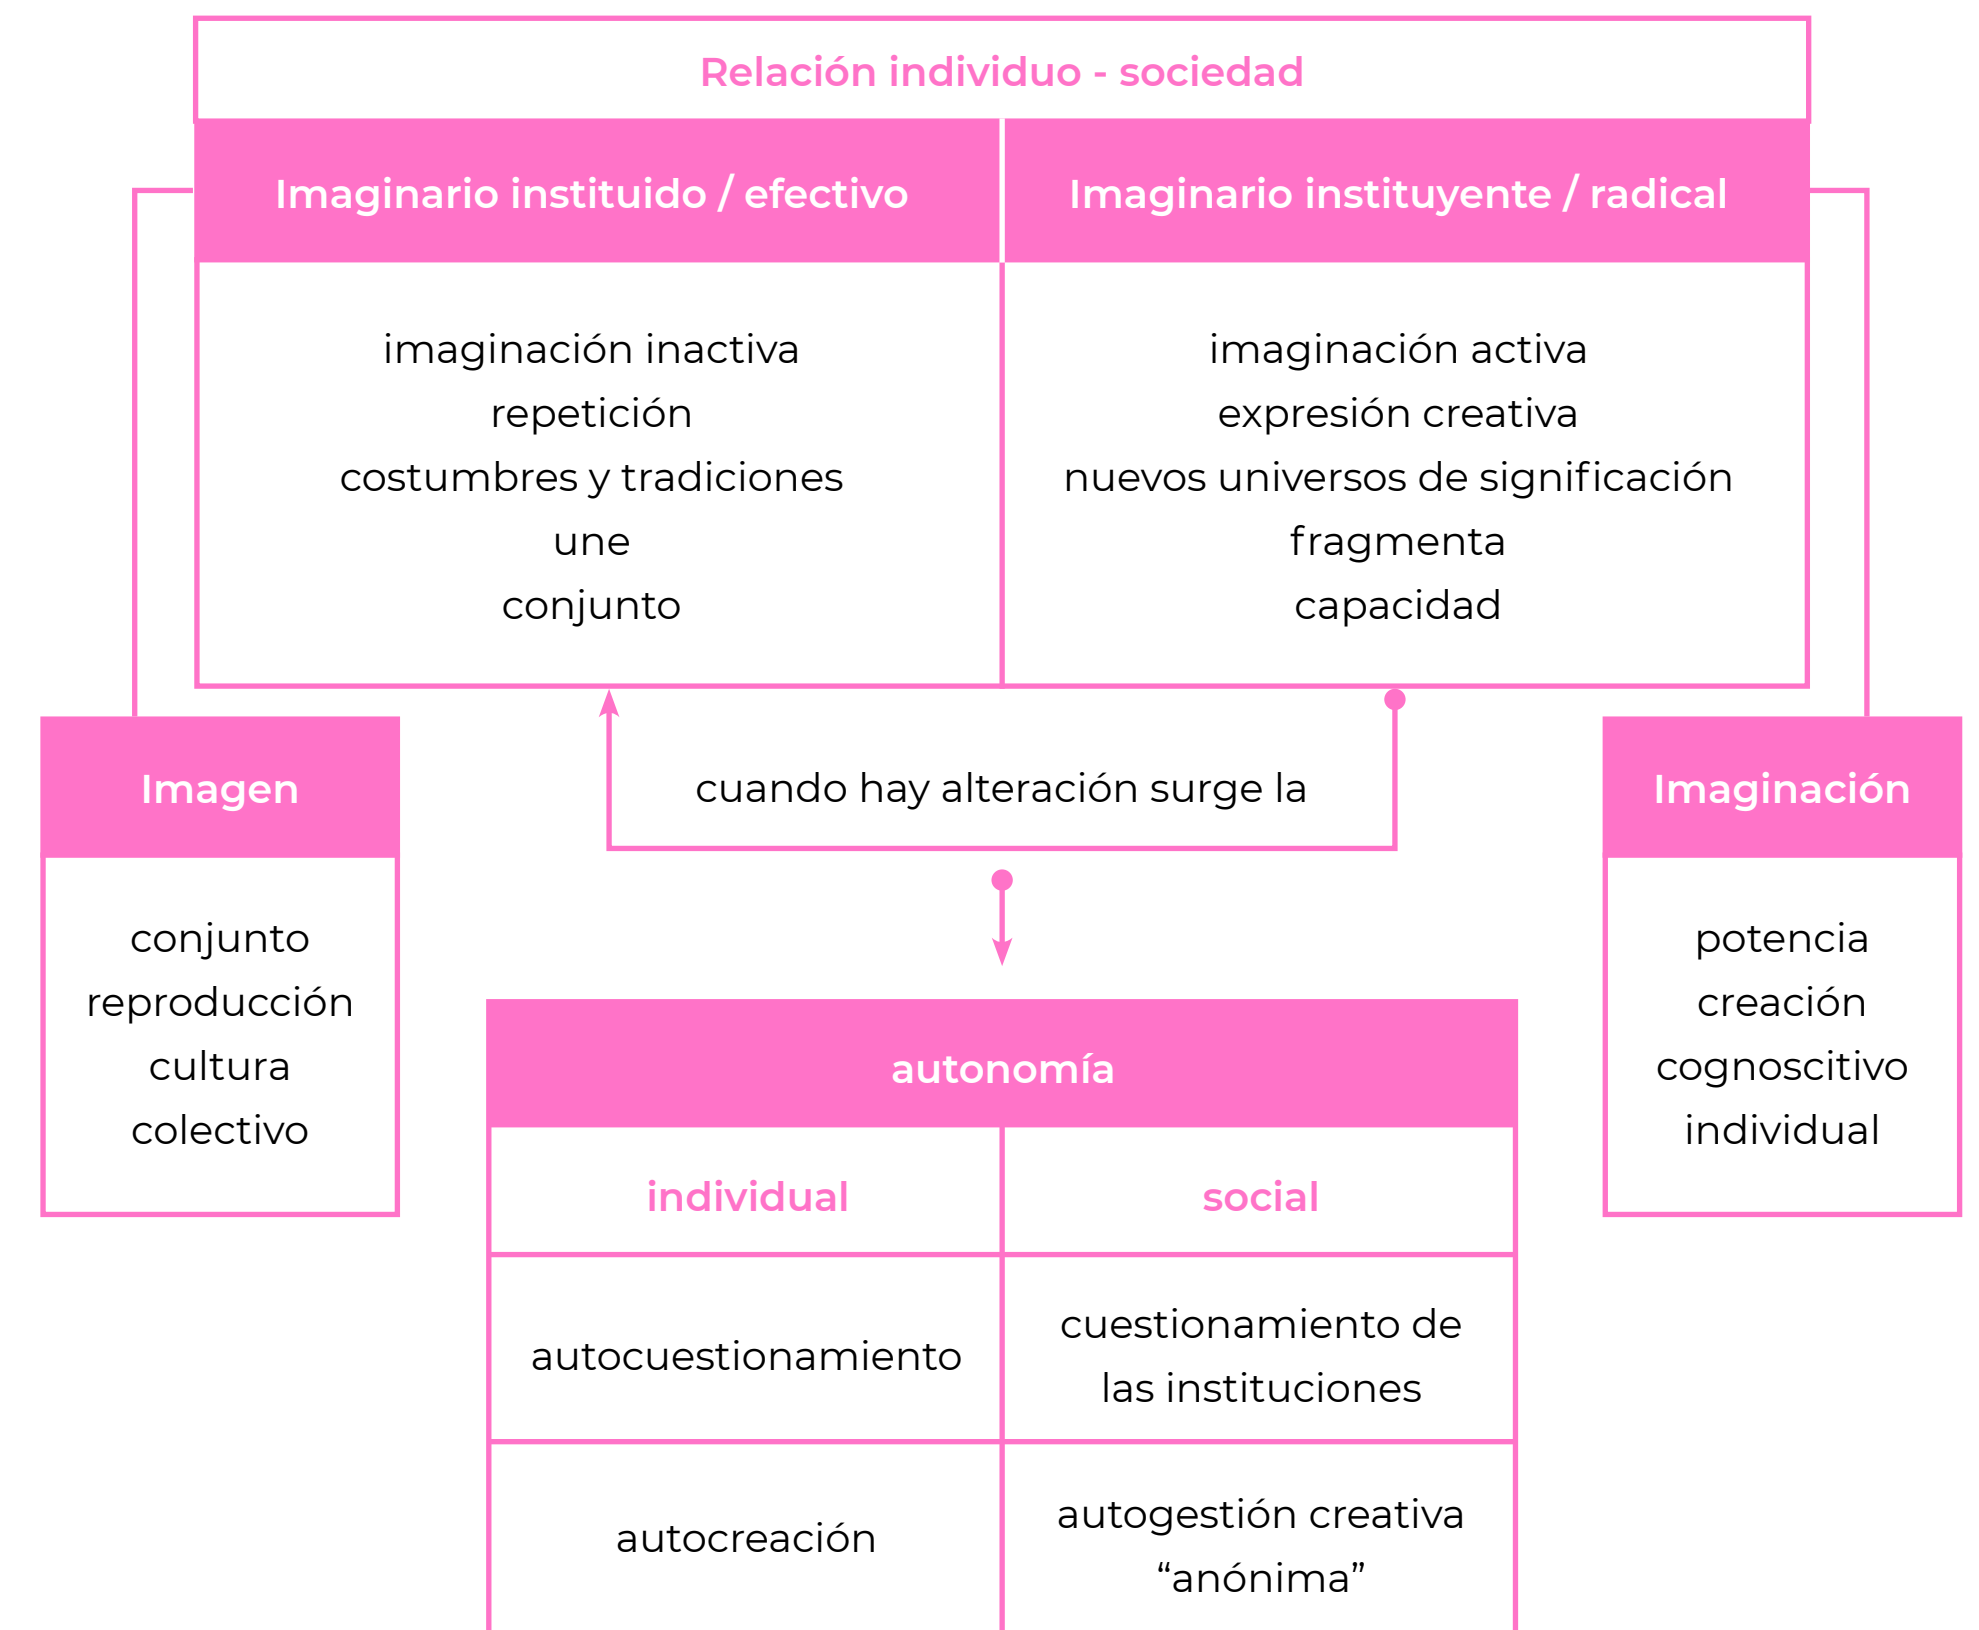 Relación individuo - sociedad
Imaginario instituido / efectivo
Imaginario instituyente / radical
imaginación inactiva
repetición
costumbres y tradiciones
une
conjunto
imaginación activa
expresión creativa
nuevos universos de significación
fragmenta
capacidad
cuando hay alteración surge la
Imagen
conjunto
reproducción
cultura
colectivo
Imaginación
potencia
creación
cognoscitivo
individual
autonomía
individual
social
autocuestionamiento
cuestionamiento de
las instituciones
autocreación
autogestión creativa
“anónima”